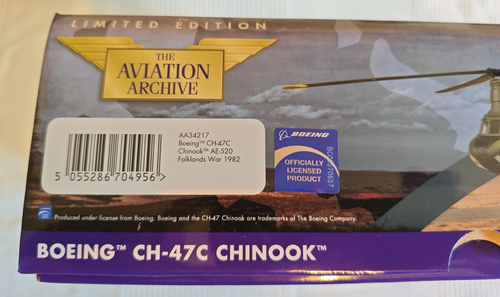 LIMITED EDITION
THE
AVIATION
ARCHIVE
AA34217
Boeing™ CH-47C
Chinook™ AE-520
Falklands War 1982
5 055286 704956 >
BOEING
OFFICIALLY
LICENSED
PRODUCT
Produced under license from Boeing. Boeing and the CH-47 Chinook are trademarks of The Boeing Company.
BOEING™ CH-47C CHINOOK™